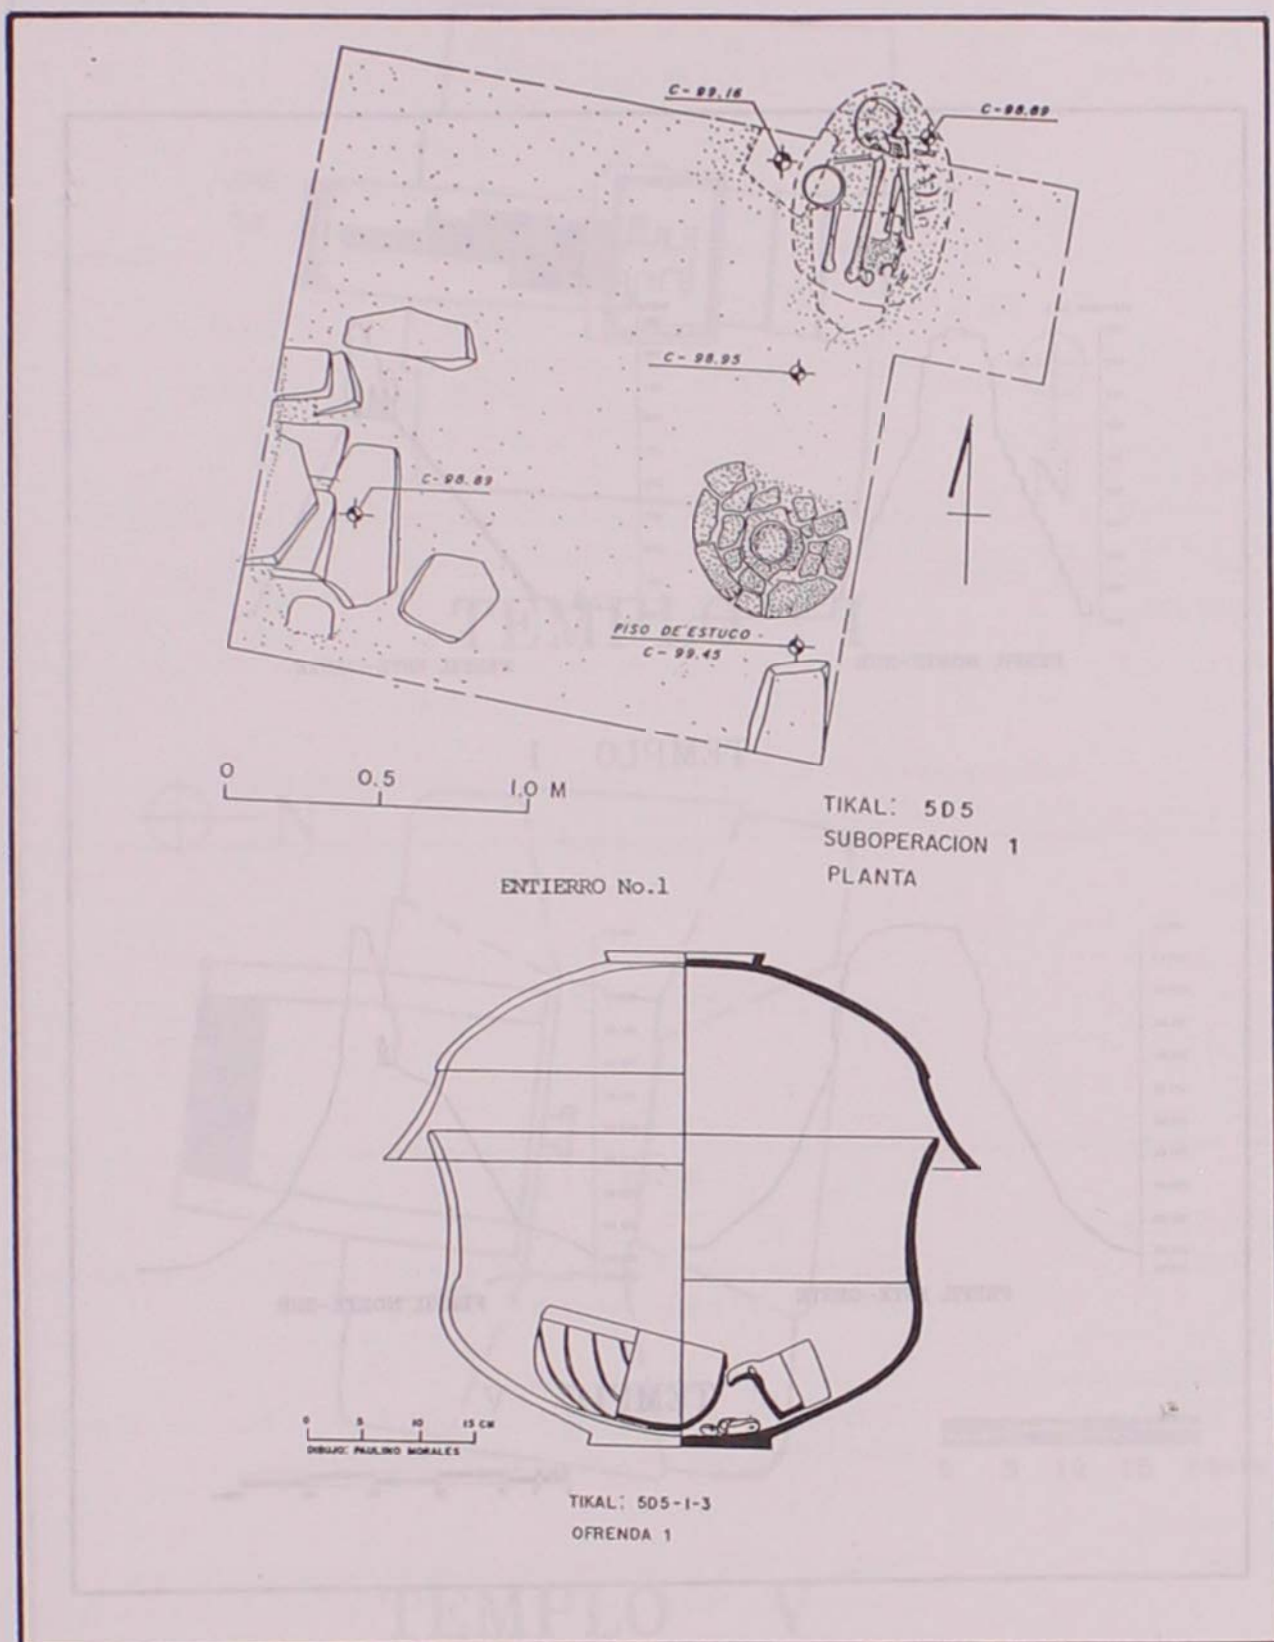 C- 99.16
C- 98.89
C- 98.95
C- 98.89
PISO DE ESTUCO -
C- 99.45
0 0.5 1.0 M
TIKAL: 5D5
SUBOPERACION 1
PLANTA
ENTIERRO No.1
0 5 10 15 CM
DIBUJO: PAULINO MORALES
TIKAL: 5D5-1-3
OFRENDA 1
TEMPLO I
TEMPLO V